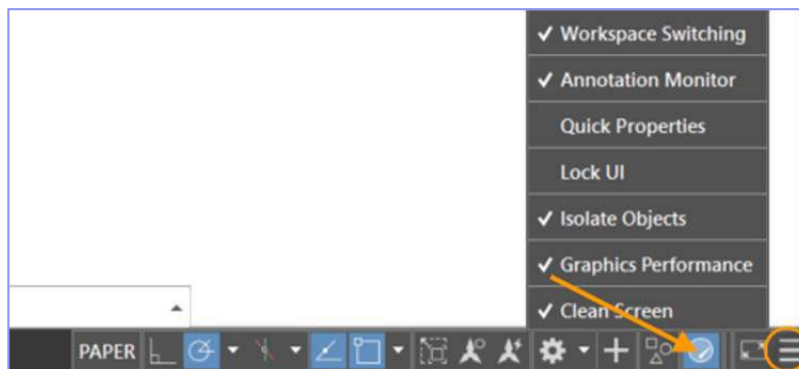 ✓ Workspace Switching
✓ Annotation Monitor
Quick Properties
Lock UI
✓ Isolate Objects
✓ Graphics Performance
✓ Clean Screen
PAPER